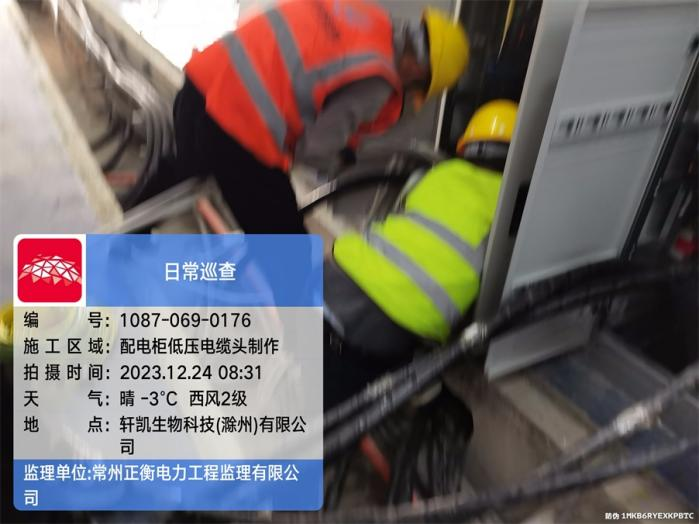 日常巡查
编 号：1087-069-0176
施工区域：配电柜低压电缆头制作
拍摄时间：2023.12.24 08:31
天 气：晴 -3℃ 西风2级
地 点：轩凯生物科技(滁州)有限公
司
监理单位:常州正衡电力工程监理有限公
司
防伪 1MKB6RYEXKPBTC